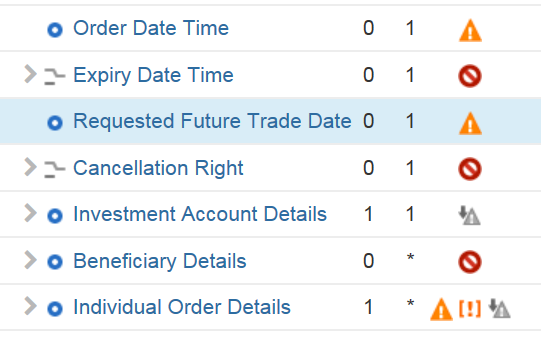 Order Date Time 0 1
Expiry Date Time 0 1
Requested Future Trade Date 0 1
Cancellation Right 0 1
Investment Account Details 1 1
Beneficiary Details 0 *
Individual Order Details 1 * [!]